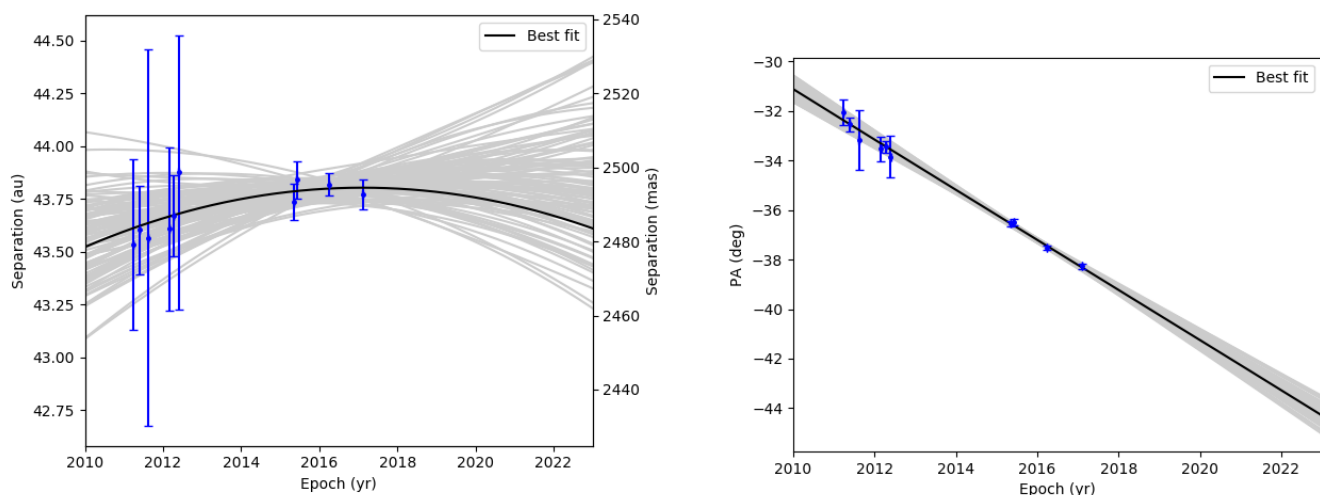 44.50
44.25
44.00
43.75
43.50
43.25
43.00
42.75
Separation (au)
2010 2012 2014 2016 2018 2020 2022
Epoch (yr)
Best fit
2540
2520
2500
2480
2460
2440
Separation (mas)
−30
−32
−34
−36
−38
−40
−42
−44
PA (deg)
2010 2012 2014 2016 2018 2020 2022
Epoch (yr)
Best fit